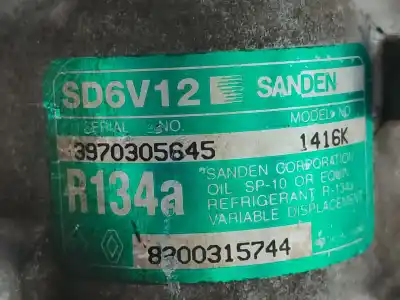 SD6V12 SANDEN
SERIAL NO. MODEL NO
3970305645 1416K
R134a
"SANDEN CORPORATION
OIL SP-10 OR EQUIV
REFRIGERANT R-134a
VARIABLE DISPLACEMENT
8200315744